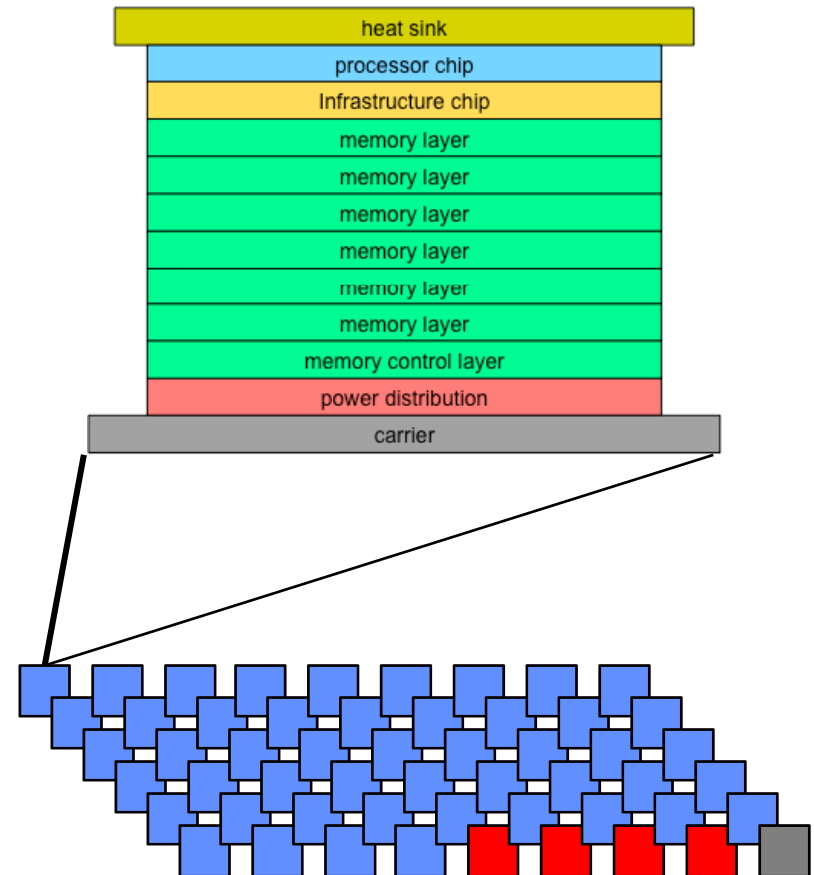 heat sink
processor chip
Infrastructure chip
memory layer
memory layer
memory layer
memory layer
memory layer
memory layer
memory control layer
power distribution
carrier